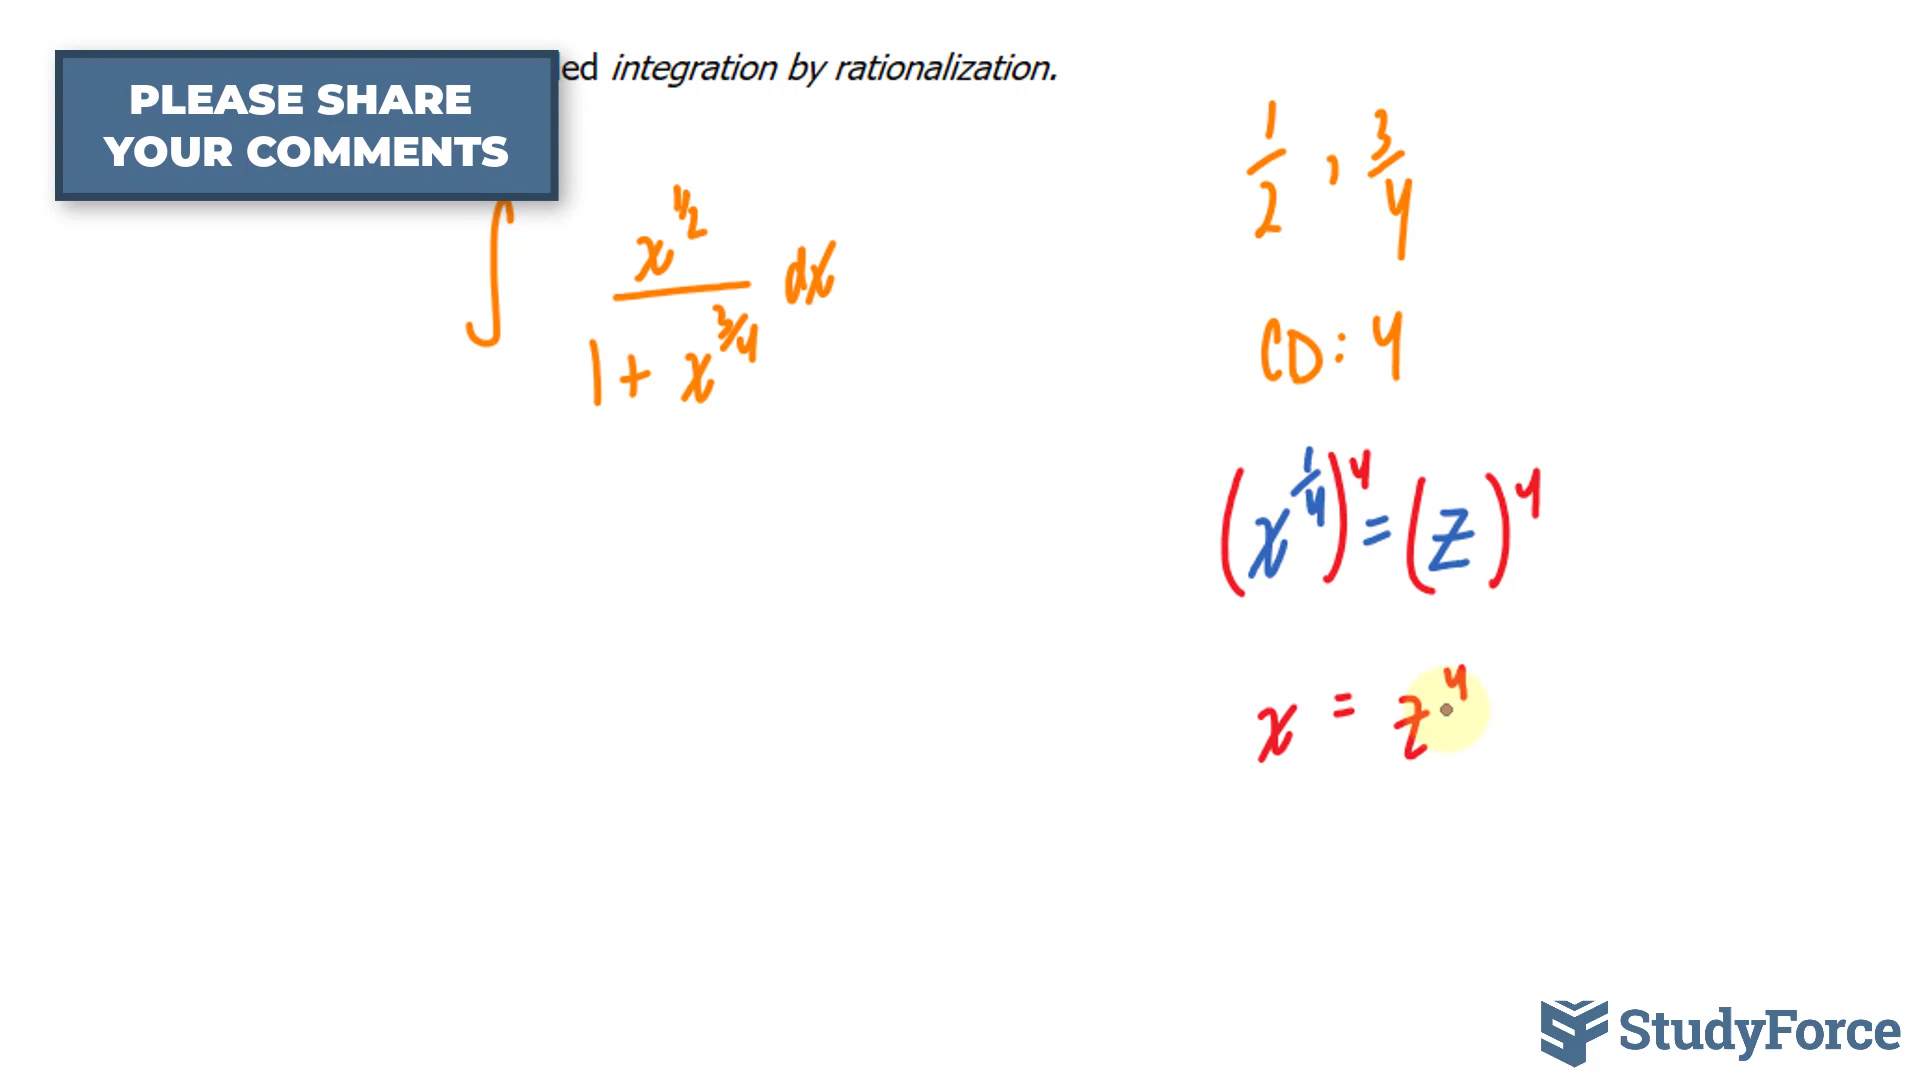 PLEASE SHARE
YOUR COMMENTS
ed integration by rationalization.
∫ x^{1/2} / (1 + x^{3/4}) dx
1/2 , 3/4
CD: 4
(x^{1/4})^4 = (z)^4
x = z^4
StudyForce